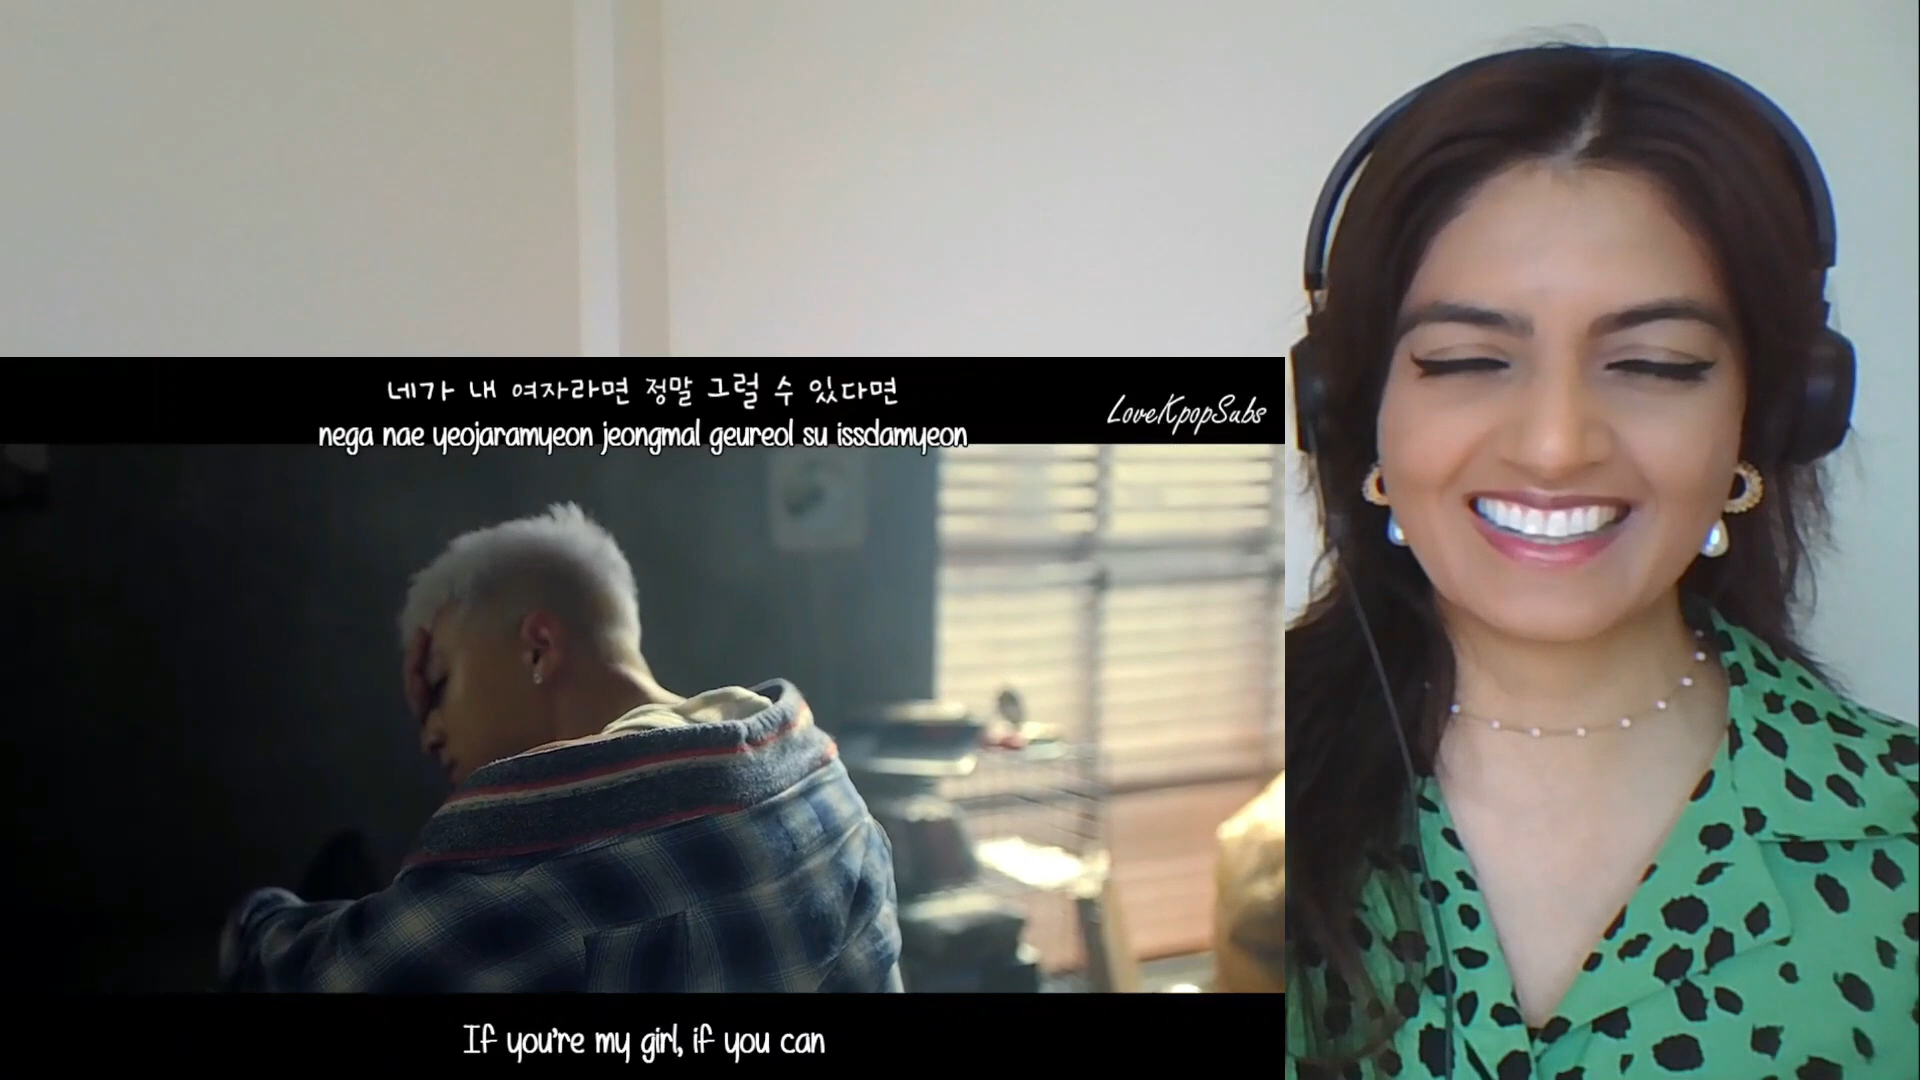 네가 내 여자라면 정말 그럴 수 있다면
LoveKpopSubs
nega nae yeojaramyeon jeongmal geureol su issdamyeon
If you're my girl, if you can